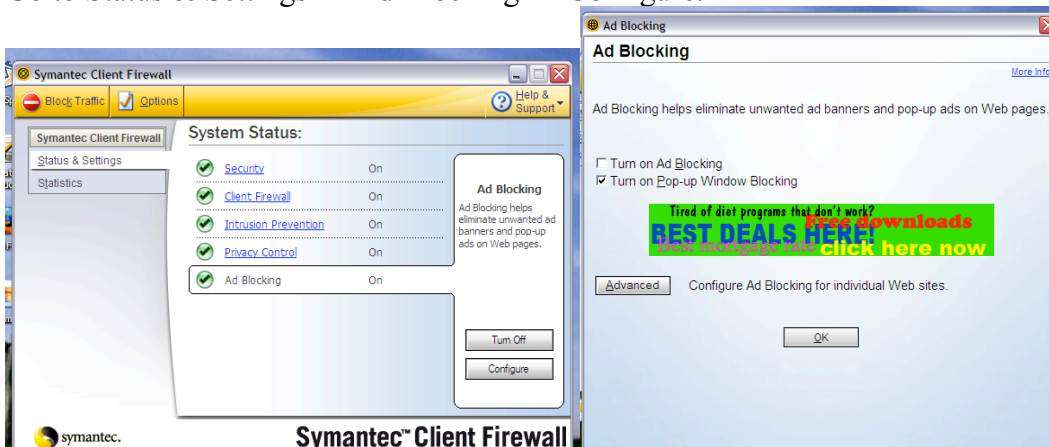 Symantec Client Firewall
Block Traffic
Options
Help &
Support
Symantec Client Firewall
Status & Settings
Statistics
System Status:
Security On
Client Firewall On
Intrusion Prevention On
Privacy Control On
Ad Blocking On
Ad Blocking
Ad Blocking helps
eliminate unwanted ad
banners and pop-up
ads on Web pages.
Turn Off
Configure
symantec.
Symantec™ Client Firewall
Ad Blocking
Ad Blocking
More Info
Ad Blocking helps eliminate unwanted ad banners and pop-up ads on Web pages.
Turn on Ad Blocking
Turn on Pop-up Window Blocking
Tired of diet programs that don't work?
Free downloads
BEST DEALS HERE!
Best mortgage rate
click here now
Advanced
Configure Ad Blocking for individual Web sites.
OK